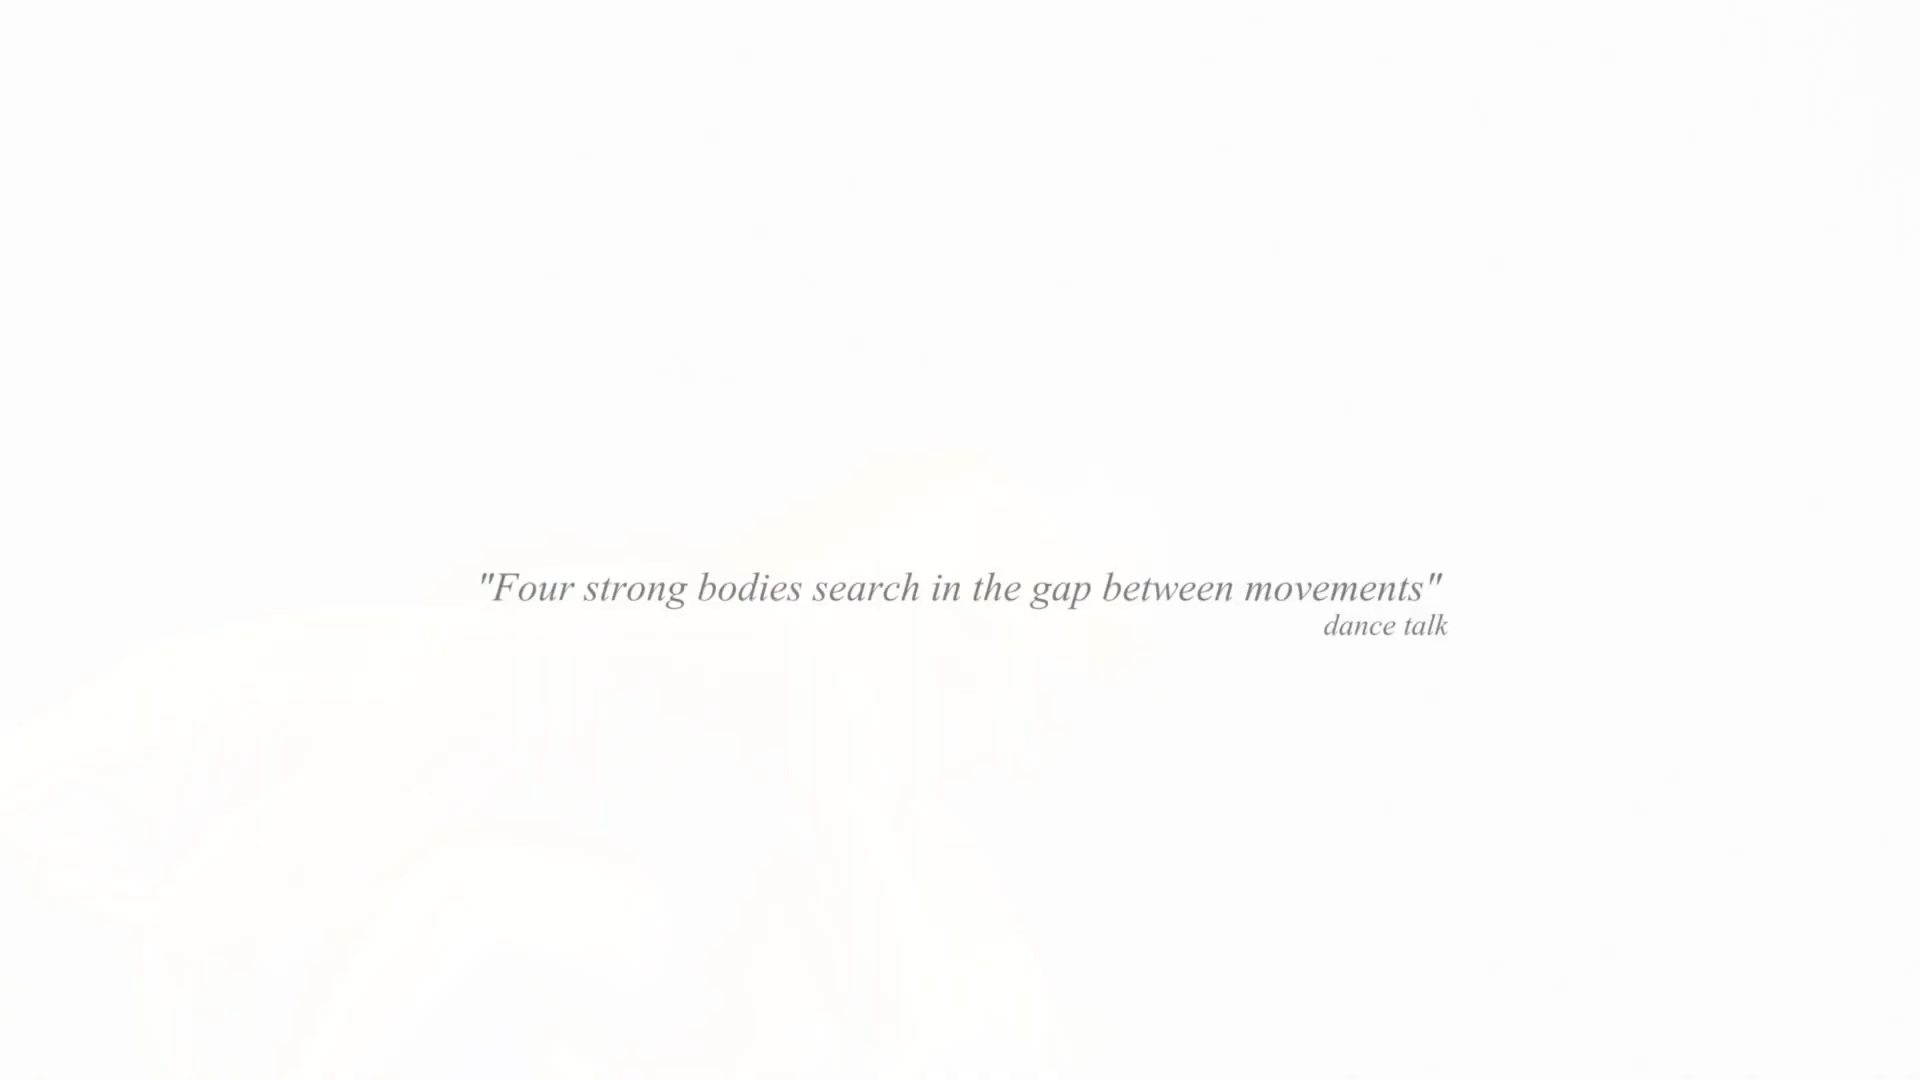 "Four strong bodies search in the gap between movements"
dance talk